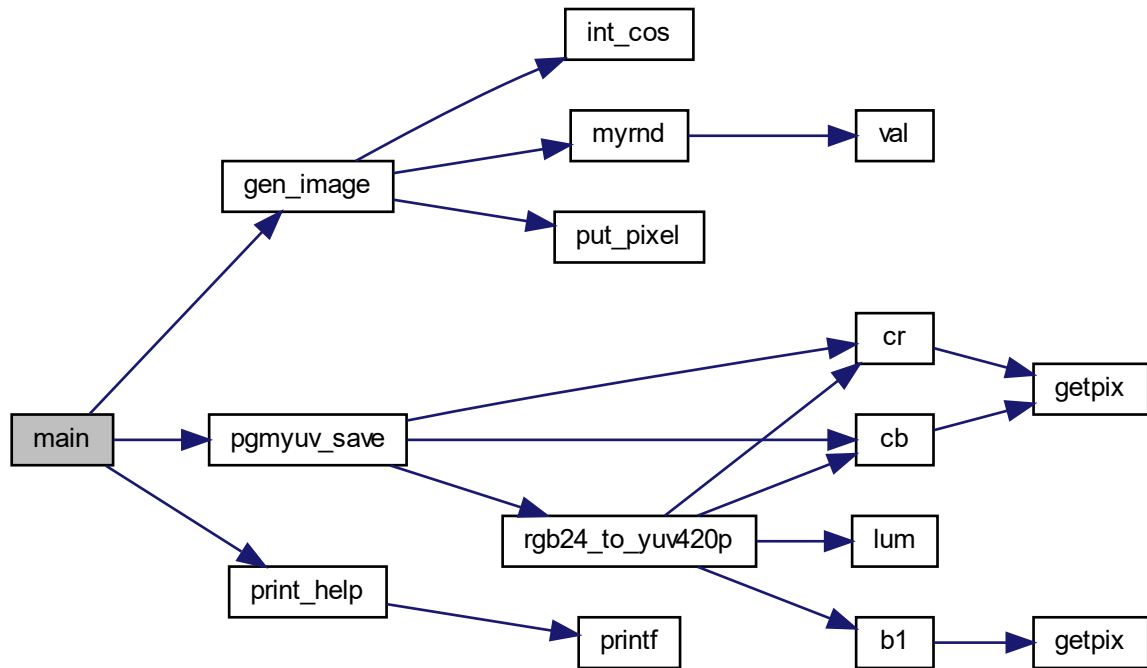 int_cos
myrnd
val
gen_image
put_pixel
cr
getpix
main
pgmyuv_save
cb
rgb24_to_yuv420p
lum
print_help
printf
b1
getpix